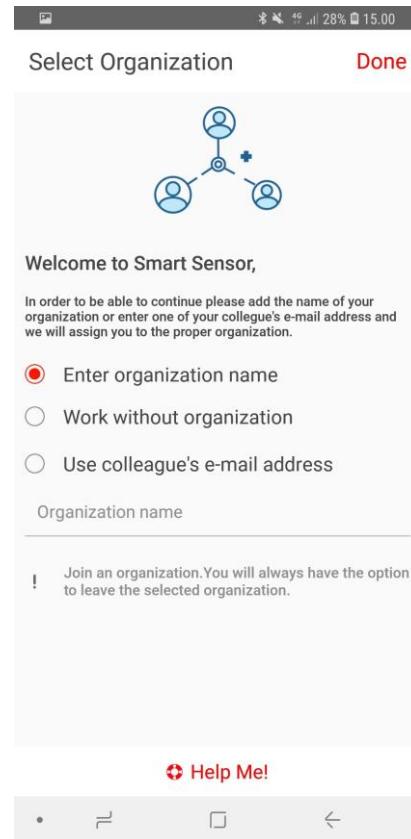 4G 28% 15.00
Select Organization Done
Welcome to Smart Sensor,
In order to be able to continue please add the name of your
organization or enter one of your collegue's e-mail address and
we will assign you to the proper organization.
Enter organization name
Work without organization
Use colleague's e-mail address
Organization name
! Join an organization.You will always have the option
to leave the selected organization.
Help Me!